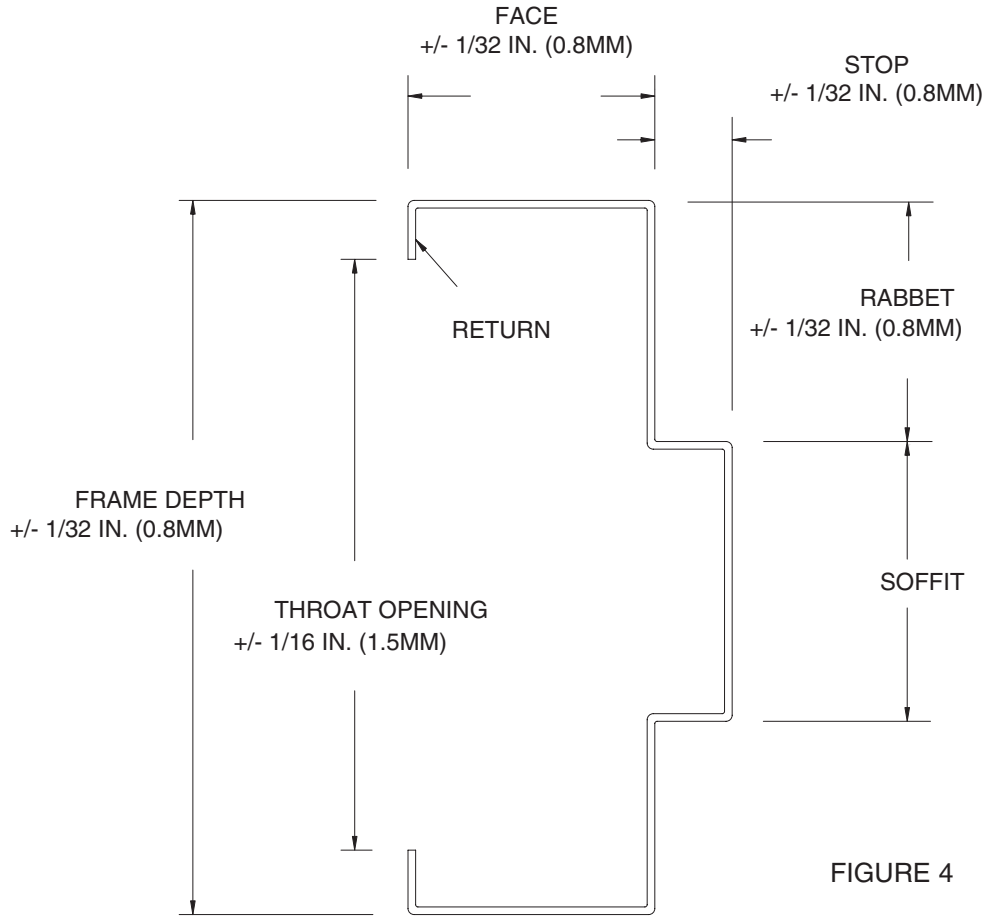 FACE
+/- 1/32 IN. (0.8MM)
STOP
+/- 1/32 IN. (0.8MM)
RABBET
+/- 1/32 IN. (0.8MM)
RETURN
FRAME DEPTH
+/- 1/32 IN. (0.8MM)
SOFFIT
THROAT OPENING
+/- 1/16 IN. (1.5MM)
FIGURE 4